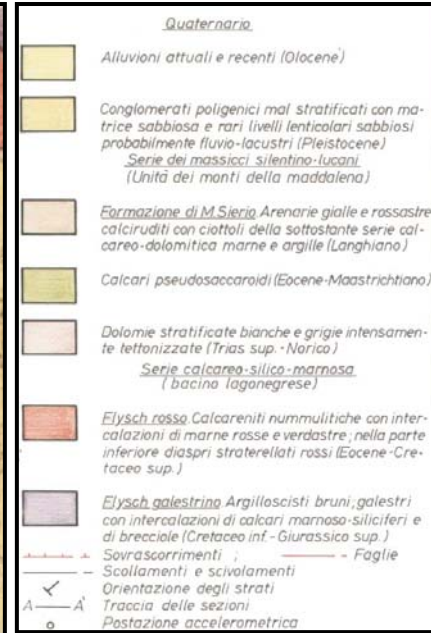 Quaternario
Alluvioni attuali e recenti (Olocene)
Conglomerati poligenici mal stratificati con ma-
trice sabbiosa e rari livelli lenticolari sabbiosi
probabilmente fluvio-lacustri (Pleistocene)
Serie dei massicci silentino-lucani
(Unità dei monti della maddalena)
Formazione di M.Sierio Arenarie gialle e rossastre
calciruditi con ciottoli della sottostante serie cal-
careo-dolomitica marne e argille (Langhiano)
Calcari pseudosaccaroidi (Eocene-Maastrichtiano)
Dolomie stratificate bianche e grigie intensamen-
te tettonizzate (Trias sup.-Norico)
Serie calcareo-silico-marnosa
(bacino lagonegrese)
Flysch rosso. Calcareniti nummulitiche con inter-
calazioni di marne rosse e verdastre; nella parte
inferiore diaspri straterellati rossi (Eocene-Cre-
taceo sup.)
Flysch galestrino Argilloscisti bruni; galestri
con intercalazioni di calcari marnoso-siliciferi e
di brecciole (Cretaceo inf.-Giurassico sup.)
Sovrascorrimenti ; - Faglie
Scollamenti e scivolamenti
Orientazione degli strati
A A' Traccia delle sezioni
Postazione accelerometrica